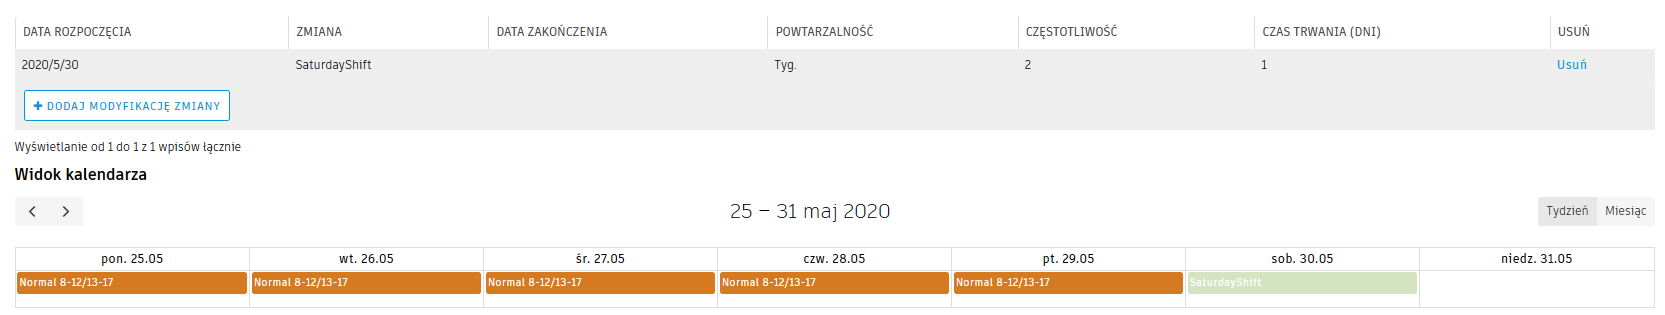 DATA ROZPOCZĘCIA ZMIANA DATA ZAKOŃCZENIA POWTARZALNOŚĆ CZĘSTOTLIWOŚĆ CZAS TRWANIA (DNI) USUŃ
2020/5/30 SaturdayShift Tyg. 2 1 Usuń
+ DODAJ MODYFIKACJĘ ZMIANY
Wyświetlanie od 1 do 1 z 1 wpisów łącznie
Widok kalendarza
25 – 31 maj 2020 Tydzień Miesiąc
pon. 25.05 wt. 26.05 śr. 27.05 czw. 28.05 pt. 29.05 sob. 30.05 niedz. 31.05
Normal 8-12/13-17 Normal 8-12/13-17 Normal 8-12/13-17 Normal 8-12/13-17 Normal 8-12/13-17 SaturdayShift